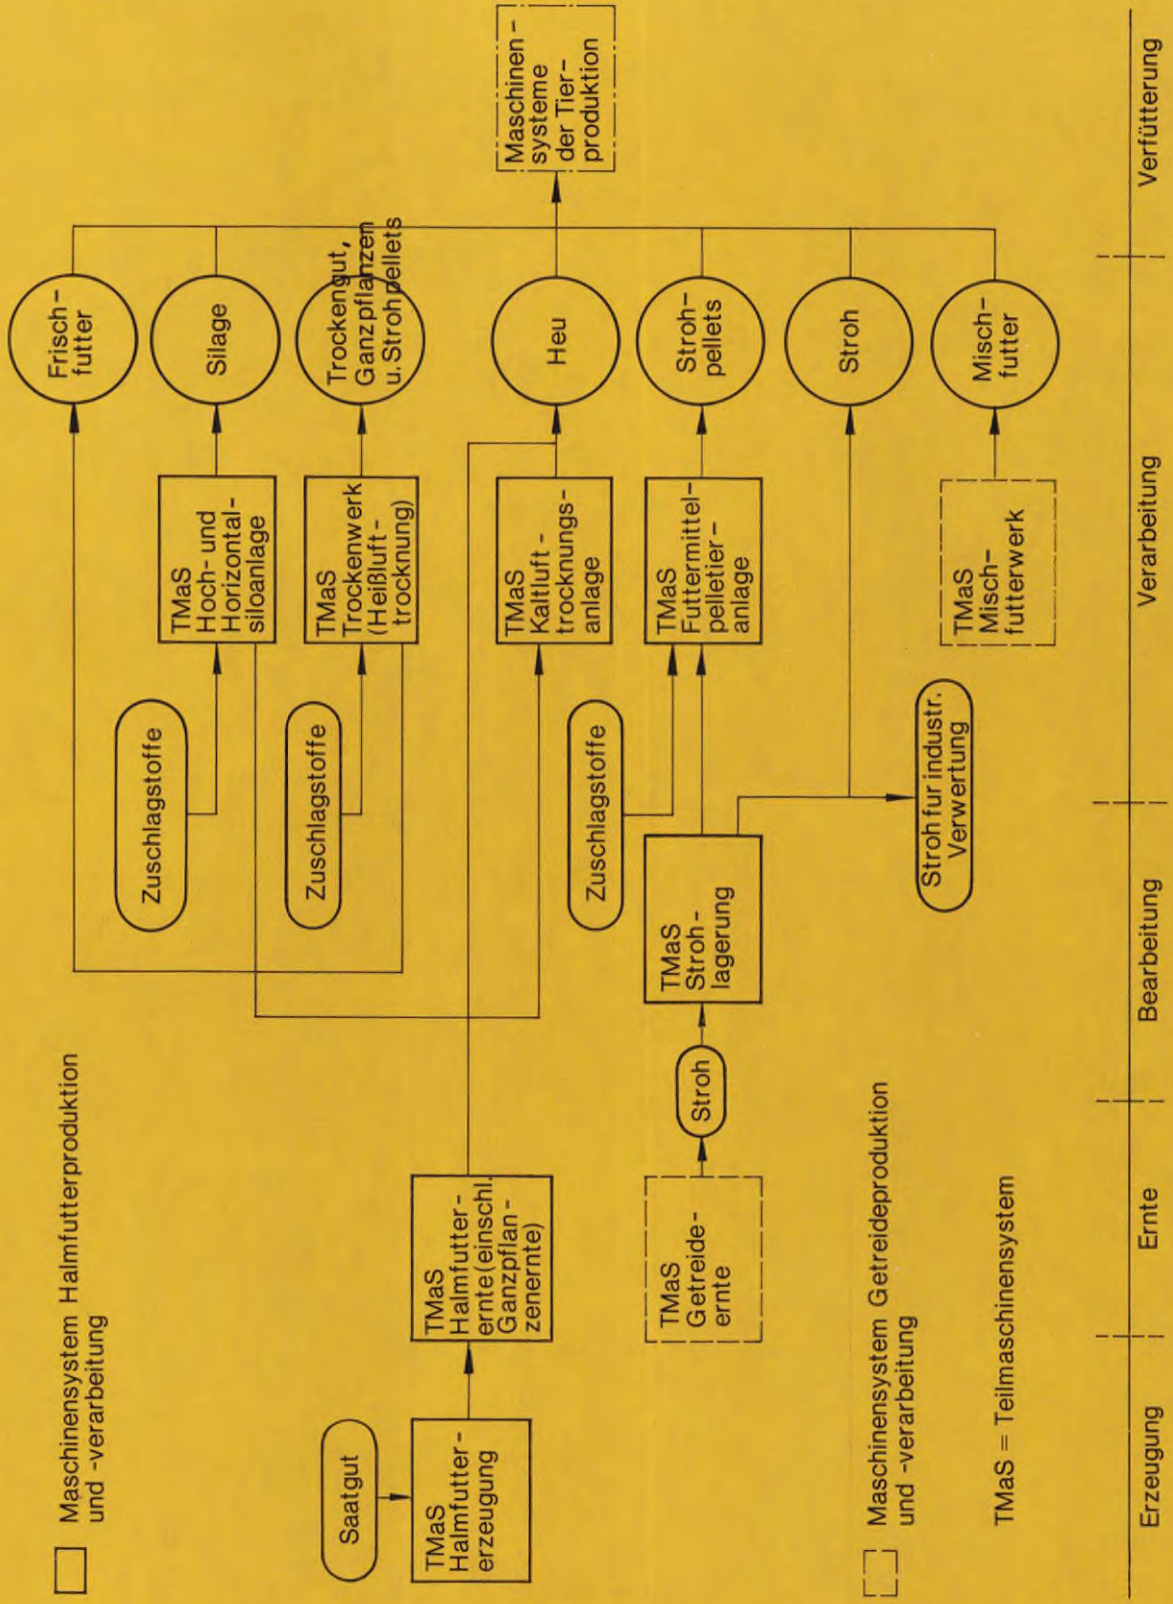 Maschinensystem Halmfutterproduktion
und -verarbeitung
Saatgut
TMaS
Halmfutter-
erzeugung
TMaS
Halmfutter-
ernte(einschl.
Ganzpflan-
zenernte)
Zuschlagstoffe
Zuschlagstoffe
TMaS
Hoch- und
Horizontal-
siloanlage
TMaS
Trockenwerk
(Heißluft-
trocknung)
TMaS
Kaltluft-
trocknungs-
anlage
Frisch-
futter
Silage
Trockengut,
Ganzpflanzen
u.Strohpellets
Heu
Maschinen-
systeme
der Tier-
produktion
TMaS
Getreide-
ernte
Stroh
TMaS
Stroh-
lagerung
Zuschlagstoffe
TMaS
Futtermittel-
pelletier-
anlage
Stroh-
pellets
Stroh
Stroh fur industr.
Verwertung
TMaS
Misch-
futterwerk
Misch-
futter
Maschinensystem Getreideproduktion
und -verarbeitung
TMaS = Teilmaschinensystem
Erzeugung
Ernte
Bearbeitung
Verarbeitung
Verfütterung